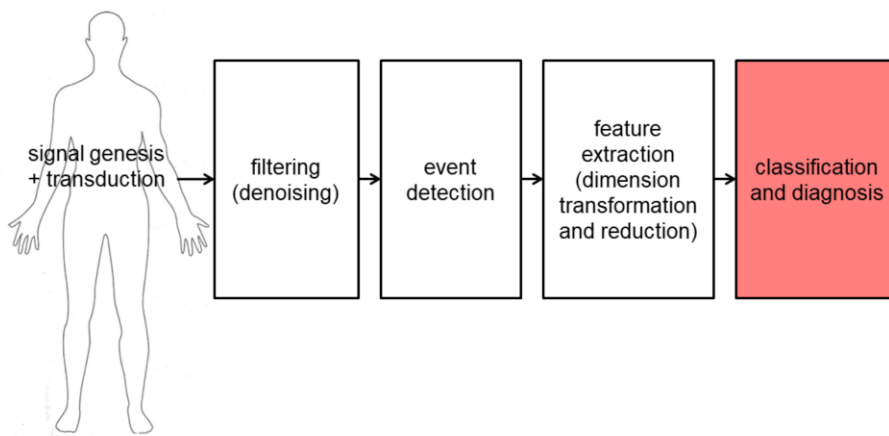 signal genesis
+ transduction
filtering
(denoising)
event
detection
feature
extraction
(dimension
transformation
and reduction)
classification
and diagnosis